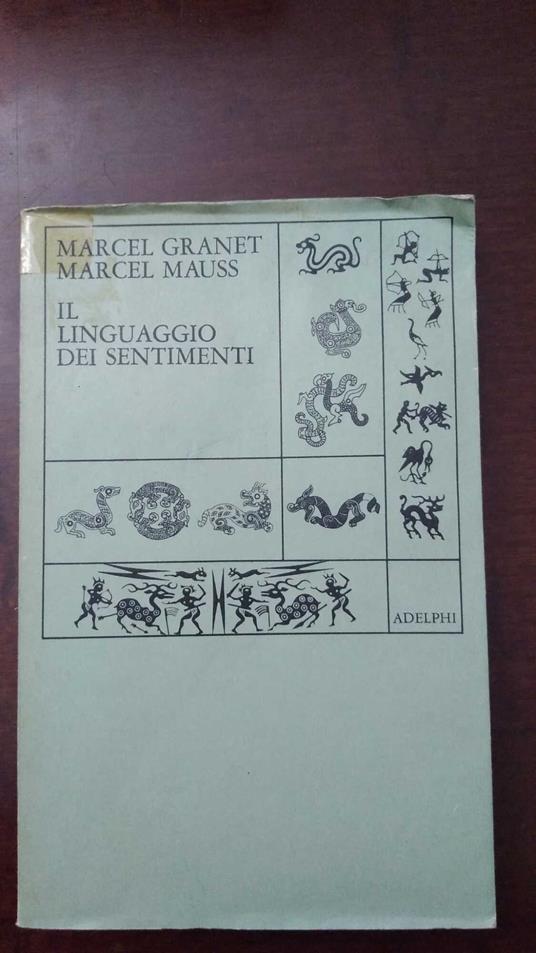 MARCEL GRANET
MARCEL MAUSS
IL
LINGUAGGIO
DEI SENTIMENTI
ADELPHI